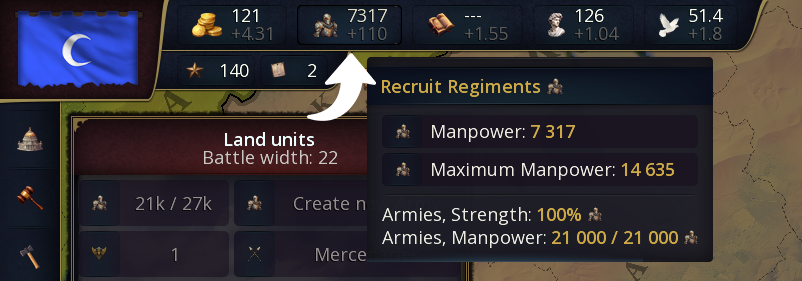 121
+4.31
7317
+110
---
+1.55
126
+1.04
51.4
+1.8
140
2
Recruit Regiments
Manpower: 7 317
Maximum Manpower: 14 635
Armies, Strength: 100%
Armies, Manpower: 21 000 / 21 000
Land units
Battle width: 22
21k / 27k
Create n
1
Merce